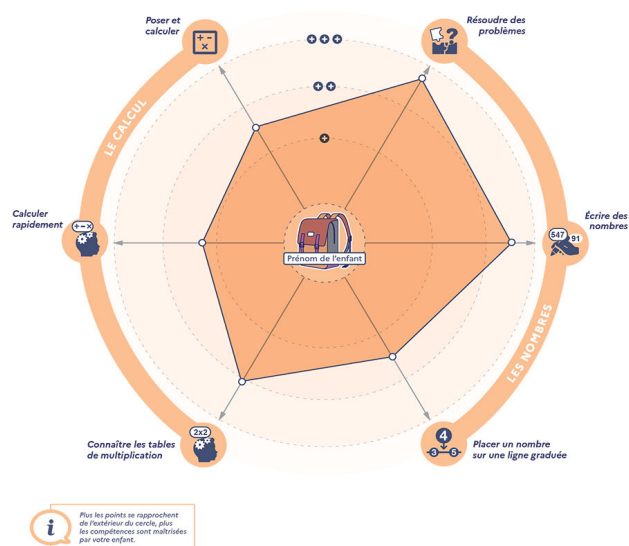 Poser et
calculer
Résoudre des
problèmes
LE CALCUL
Calculer
rapidement
Écrire des
nombres
547
91
Prénom de l'enfant
LES NOMBRES
2x2
Connaître les tables
de multiplication
4
3 5
Placer un nombre
sur une ligne graduée
i
Plus les points se rapprochent
de l'extérieur du cercle, plus
les compétences sont maîtrisées
par votre enfant.